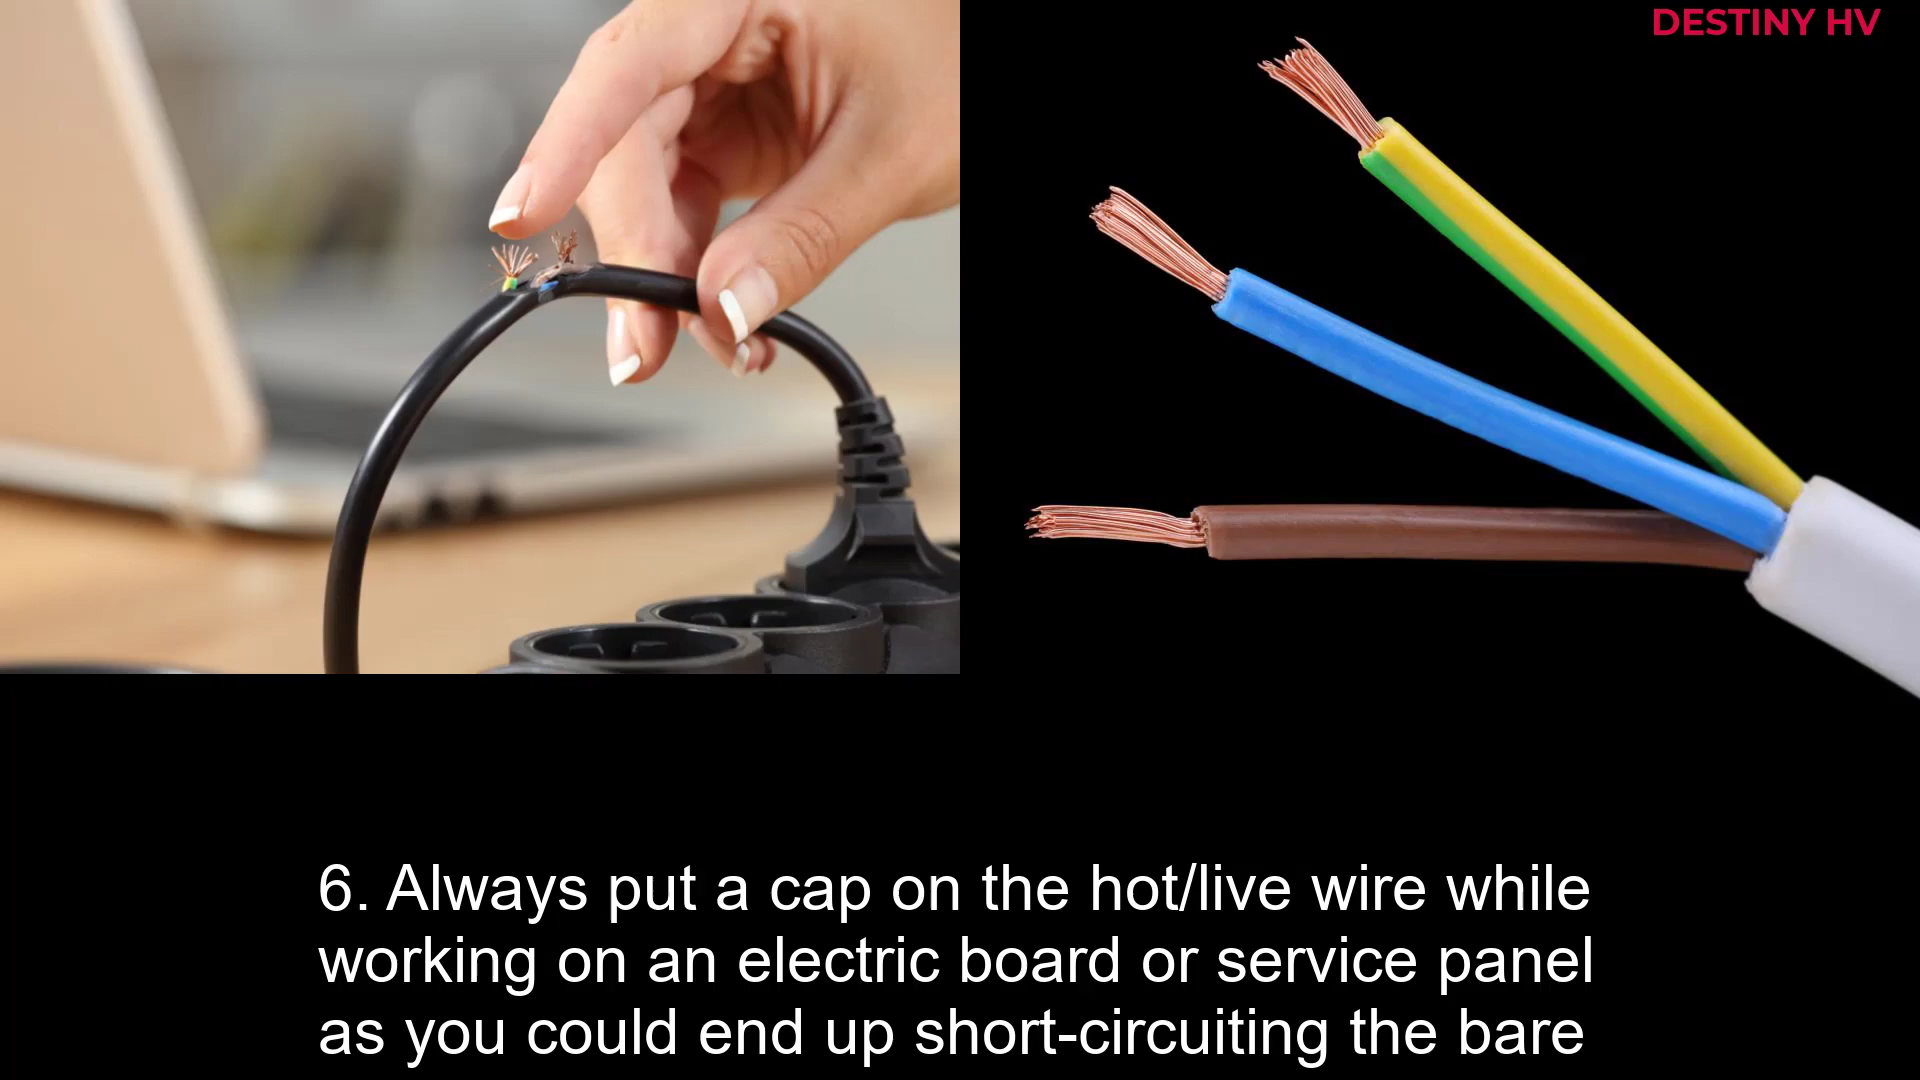 DESTINY HV
6. Always put a cap on the hot/live wire while
working on an electric board or service panel
as you could end up short-circuiting the bare